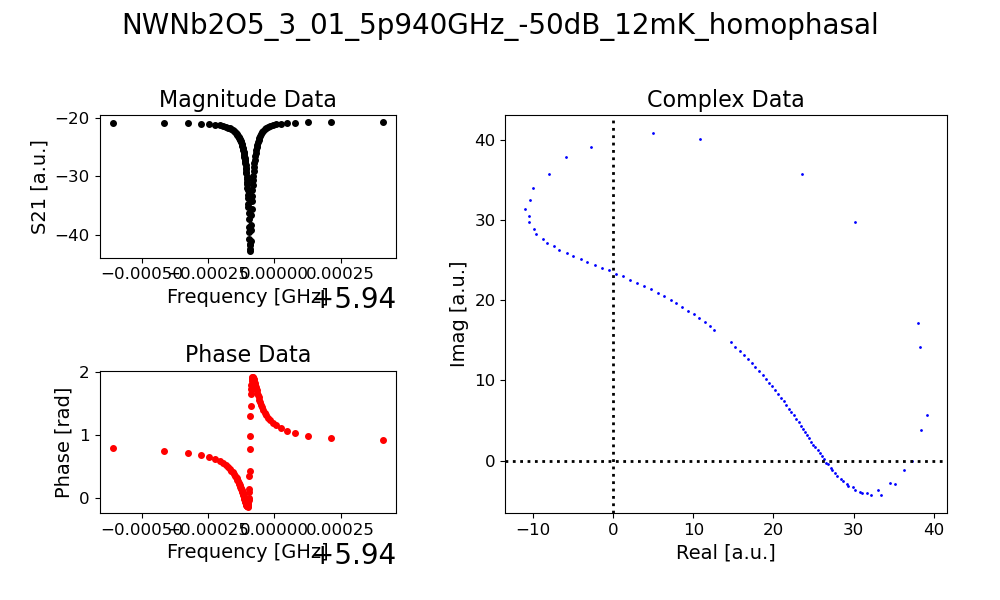 NWNb2O5_3_01_5p940GHz_-50dB_12mK_homophasal
Magnitude Data
S21 [a.u.]
−20
−30
−40
−0.00050 −0.00025 0.00000 0.00025
Frequency [GHz]
+5.94
Phase Data
Phase [rad]
2
1
0
−0.00050 −0.00025 0.00000 0.00025
Frequency [GHz]
+5.94
Complex Data
Imag [a.u.]
40
30
20
10
0
−10 0 10 20 30 40
Real [a.u.]